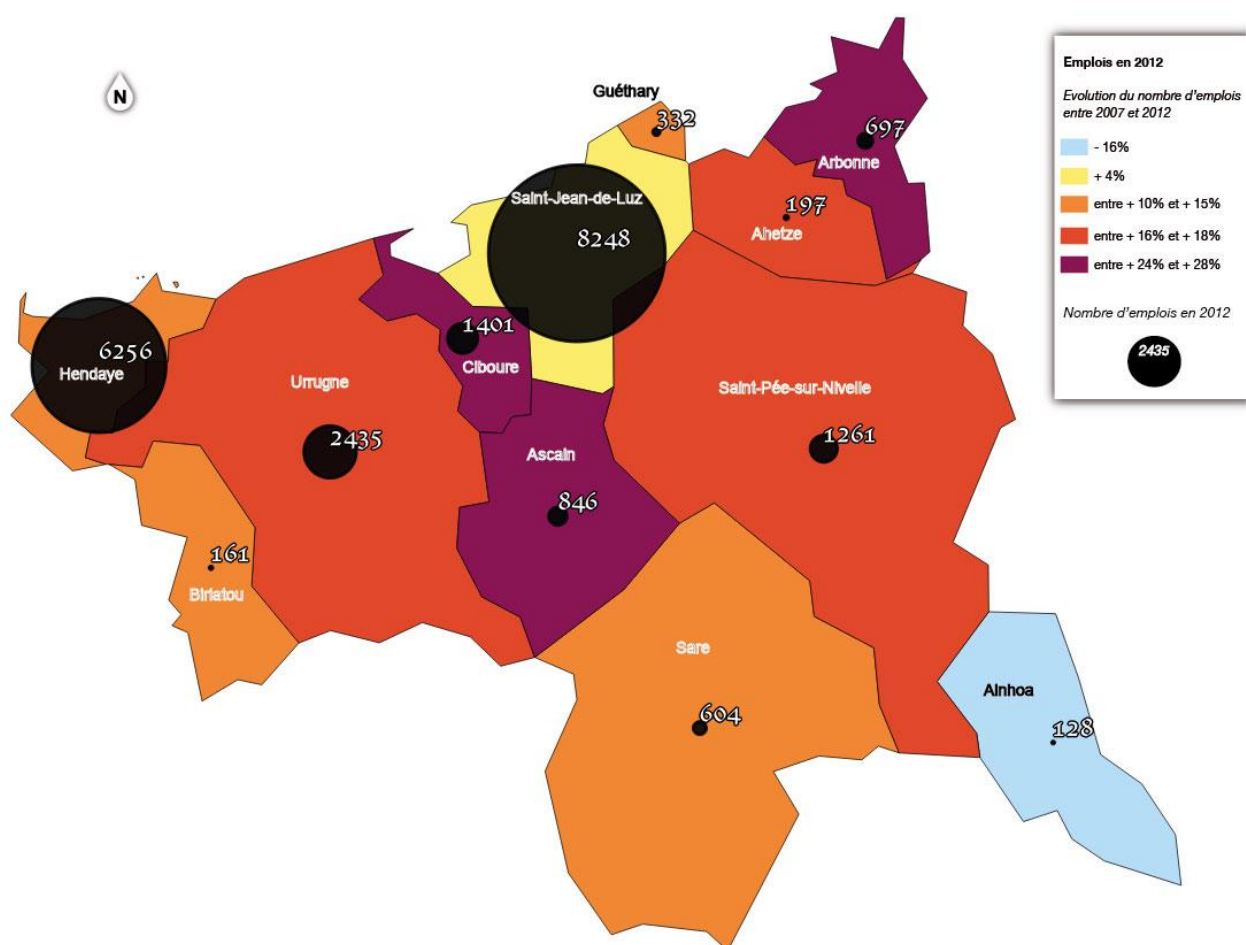 N
Guéthary
332
697
Arbonne
Saint-Jean-de-Luz
8248
197
Ahetze
1401
Ciboure
6256
Hendaye
Urrugne
2435
Saint-Pée-sur-Nivelle
1261
Ascain
846
161
Biriatou
Sare
604
Ainhoa
128
Emplois en 2012
Evolution du nombre d'emplois
entre 2007 et 2012
- 16%
+ 4%
entre + 10% et + 15%
entre + 16% et + 18%
entre + 24% et + 28%
Nombre d'emplois en 2012
2435